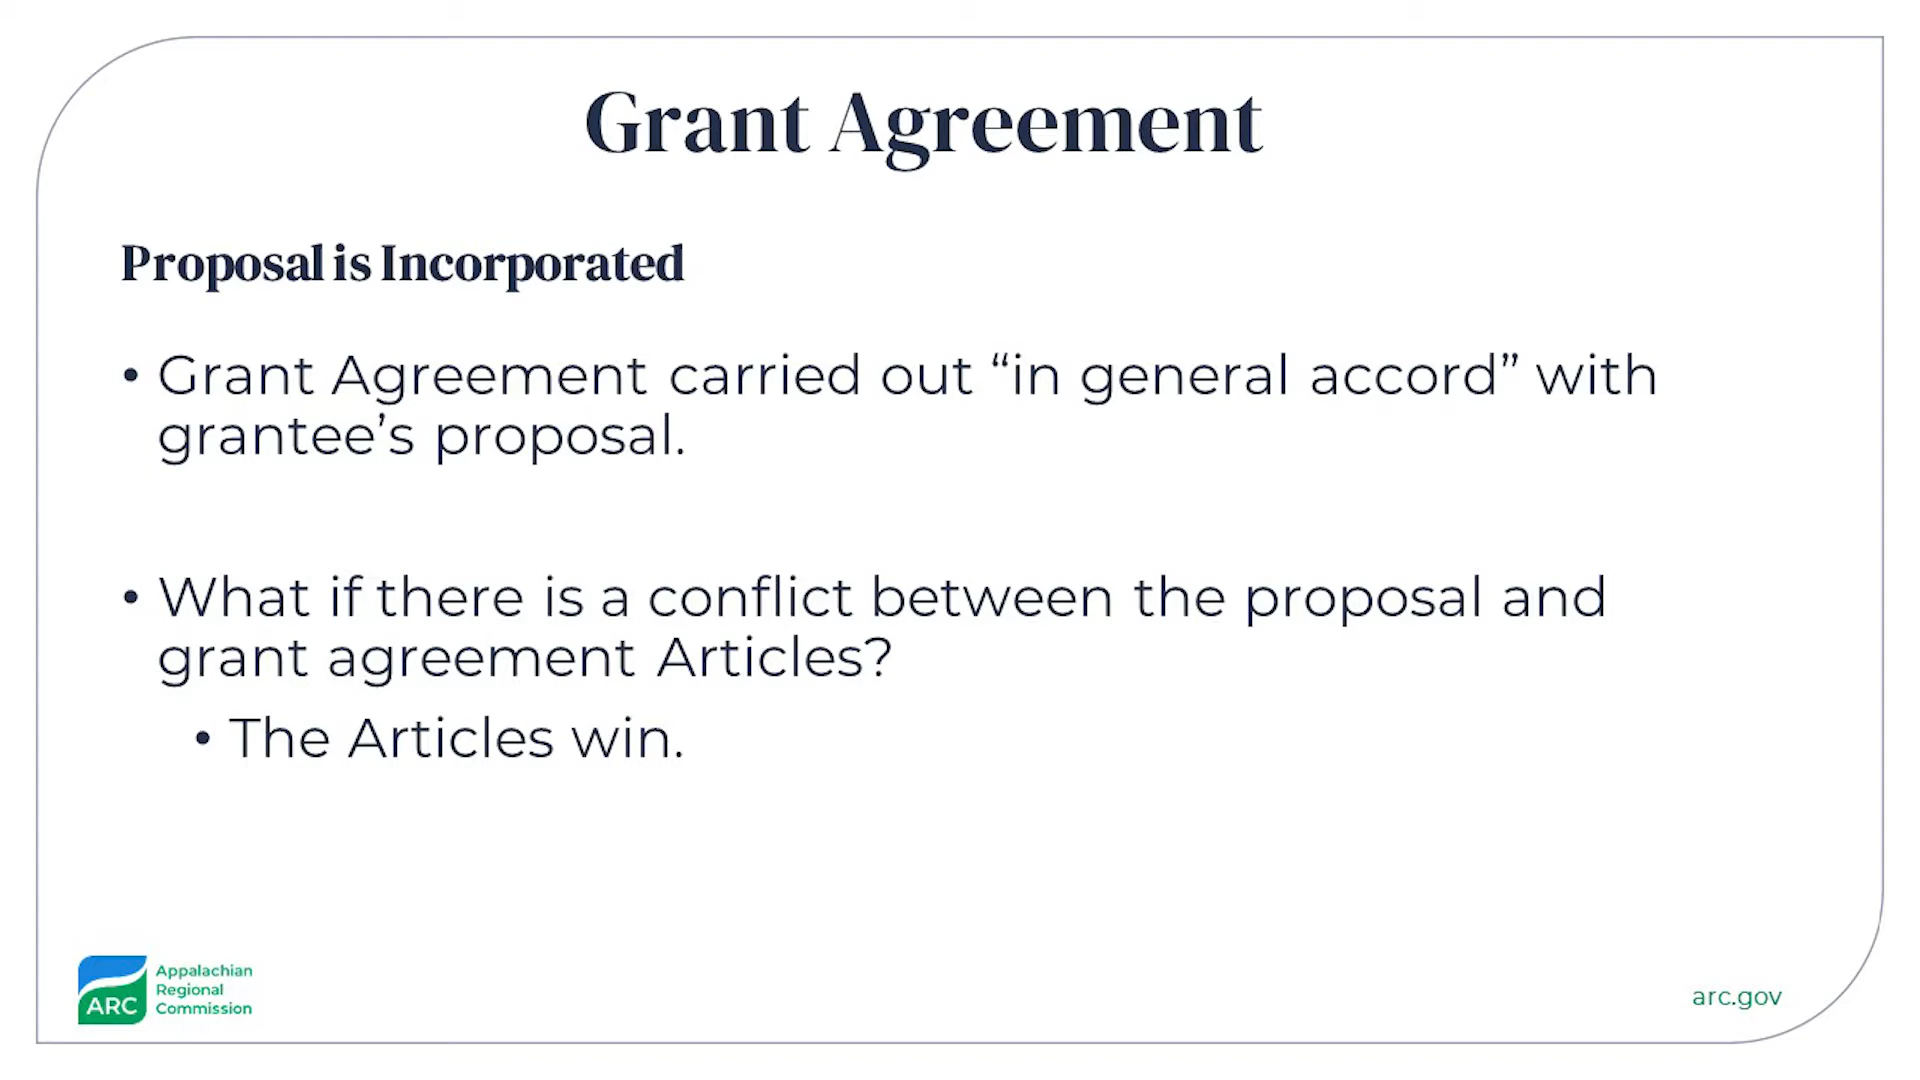 Grant Agreement
Proposal is Incorporated
• Grant Agreement carried out “in general accord” with
grantee’s proposal.
• What if there is a conflict between the proposal and
grant agreement Articles?
• The Articles win.
ARC
Appalachian
Regional
Commission
arc.gov